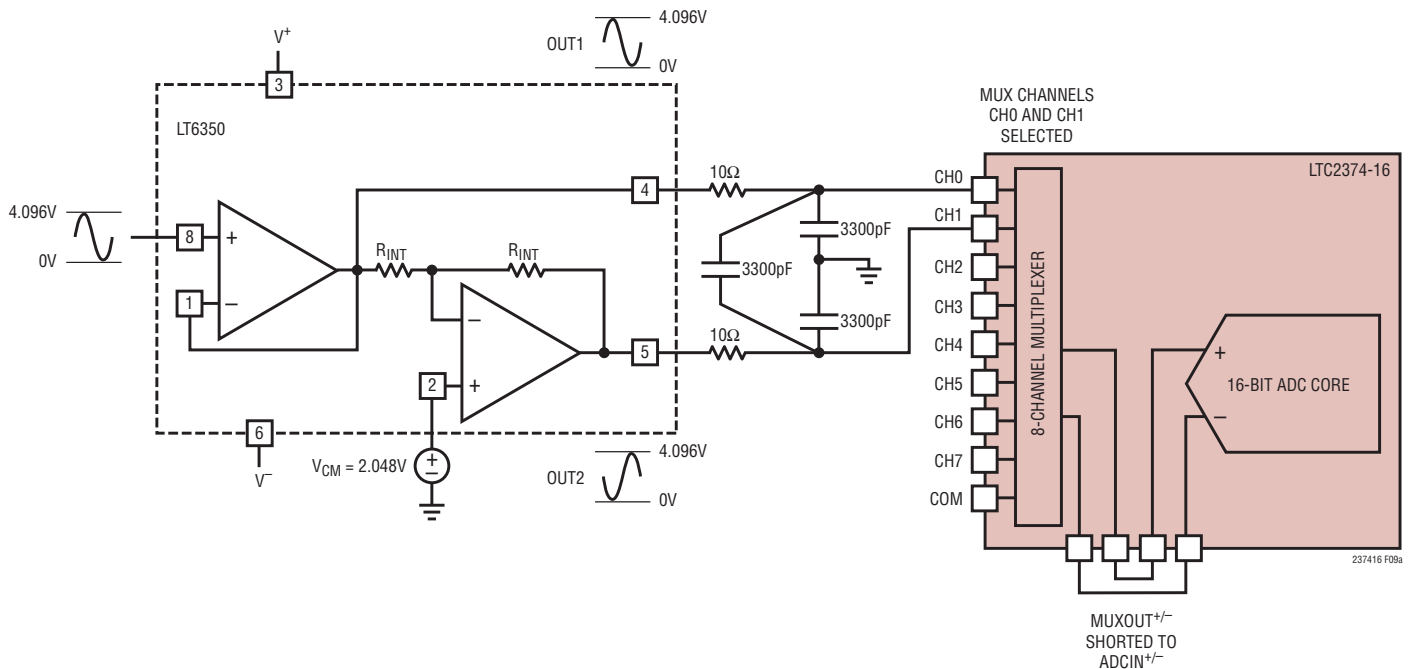 4.096V
OUT1
0V
V+
3
LT6350
MUX CHANNELS
CH0 AND CH1
SELECTED
LTC2374-16
4.096V
0V
8
+
1
–
RINT
RINT
–
2
+
4
10Ω
5
10Ω
3300pF
3300pF
3300pF
CH0
CH1
CH2
CH3
CH4
CH5
CH6
CH7
COM
8-CHANNEL MULTIPLEXER
+
16-BIT ADC CORE
–
6
V–
VCM = 2.048V
+
–
4.096V
OUT2
0V
237416 F09a
MUXOUT+/–
SHORTED TO
ADCIN+/–